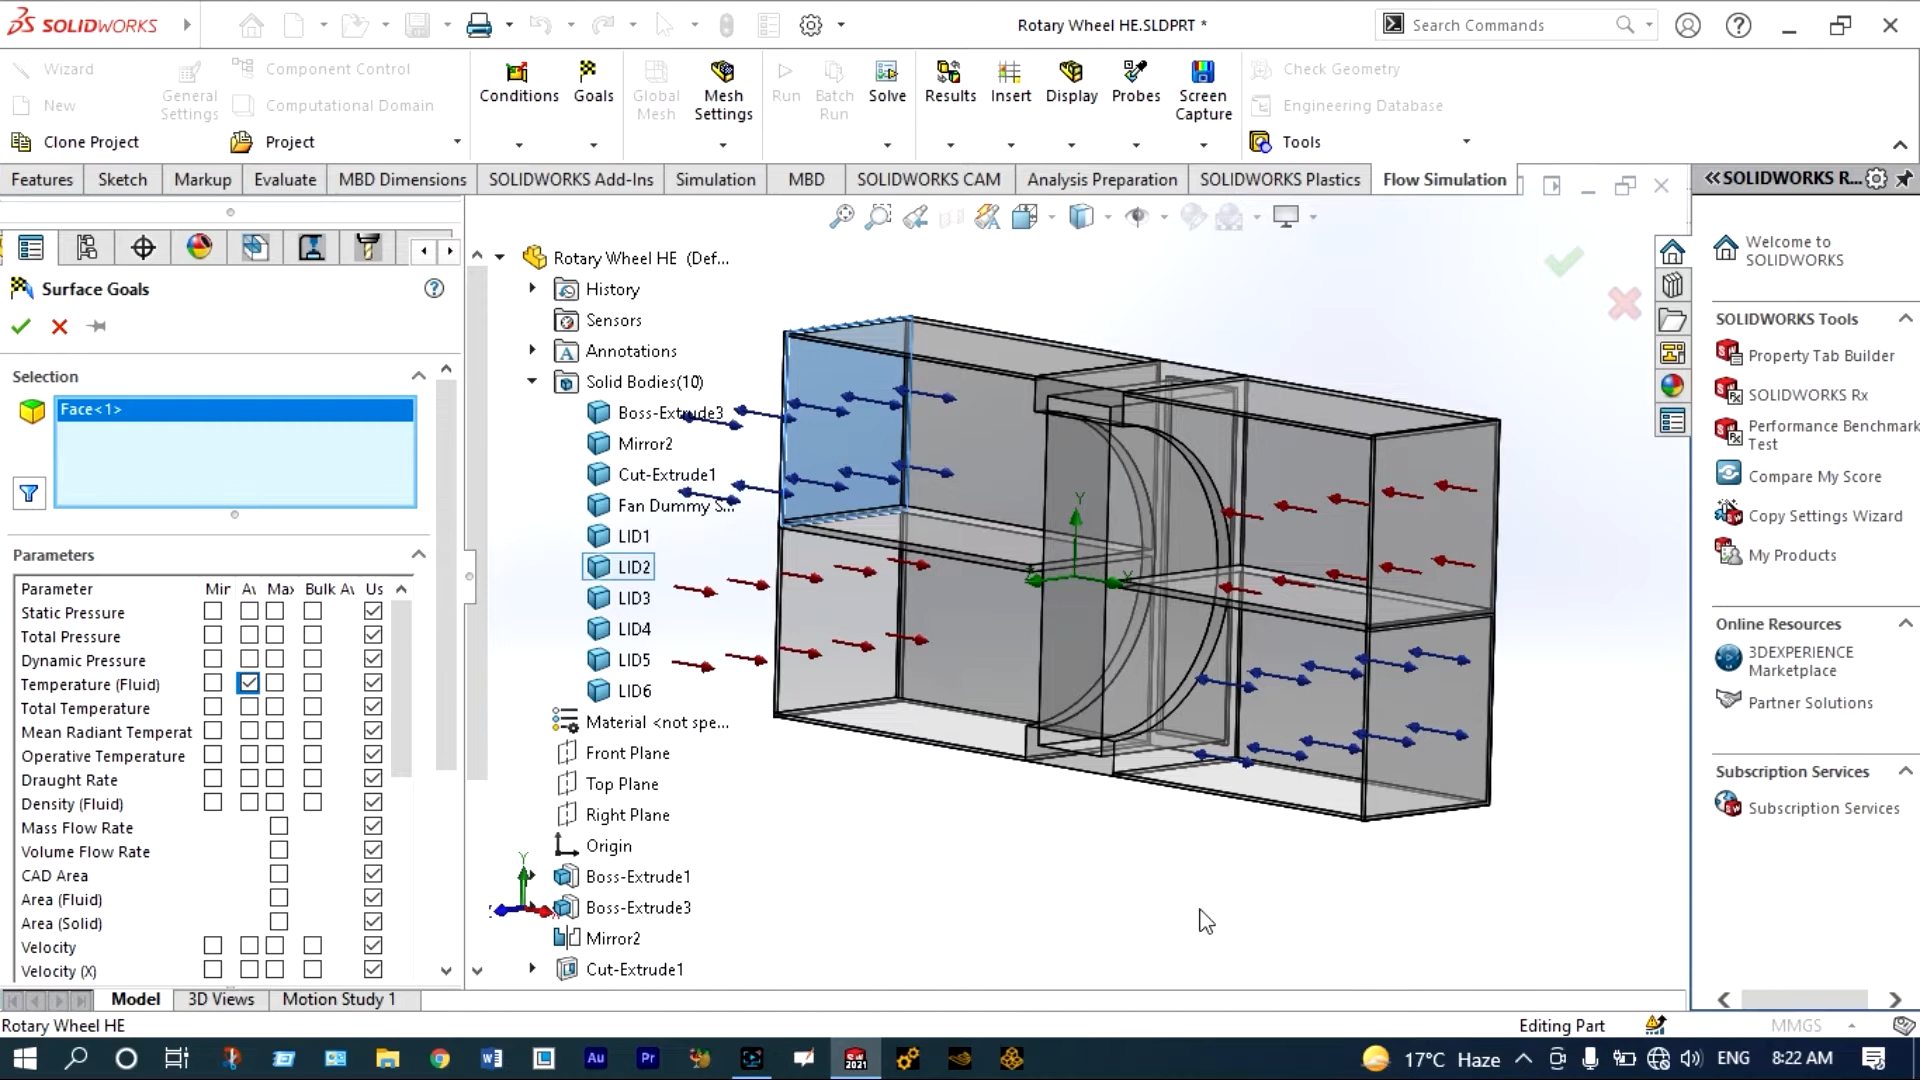 SOLIDWORKS
Rotary Wheel HE.SLDPRT *
Search Commands
Wizard
New
Clone Project
General Settings
Component Control
Computational Domain
Project
Conditions
Goals
Global Mesh
Mesh Settings
Run
Batch Run
Solve
Results
Insert
Display
Probes
Screen Capture
Check Geometry
Engineering Database
Tools
Features
Sketch
Markup
Evaluate
MBD Dimensions
SOLIDWORKS Add-Ins
Simulation
MBD
SOLIDWORKS CAM
Analysis Preparation
SOLIDWORKS Plastics
Flow Simulation
SOLIDWORKS R...
Surface Goals
Selection
Face<1>
Parameters
Parameter Mir Av Max Bulk Av Us
Static Pressure
Total Pressure
Dynamic Pressure
Temperature (Fluid)
Total Temperature
Mean Radiant Temperat
Operative Temperature
Draught Rate
Density (Fluid)
Mass Flow Rate
Volume Flow Rate
CAD Area
Area (Fluid)
Area (Solid)
Velocity
Velocity (X)
Rotary Wheel HE (Def...
History
Sensors
Annotations
Solid Bodies(10)
Boss-Extrude3
Mirror2
Cut-Extrude1
Fan Dummy S...
LID1
LID2
LID3
LID4
LID5
LID6
Material <not spe...
Front Plane
Top Plane
Right Plane
Origin
Boss-Extrude1
Boss-Extrude3
Mirror2
Cut-Extrude1
Y
Y
Welcome to SOLIDWORKS
SOLIDWORKS Tools
Property Tab Builder
SOLIDWORKS Rx
Performance Benchmark
Test
Compare My Score
Copy Settings Wizard
My Products
Online Resources
3DEXPERIENCE
Marketplace
Partner Solutions
Subscription Services
Subscription Services
Model
3D Views
Motion Study 1
Rotary Wheel HE
Editing Part
MMGS
17°C Haze
ENG
8:22 AM